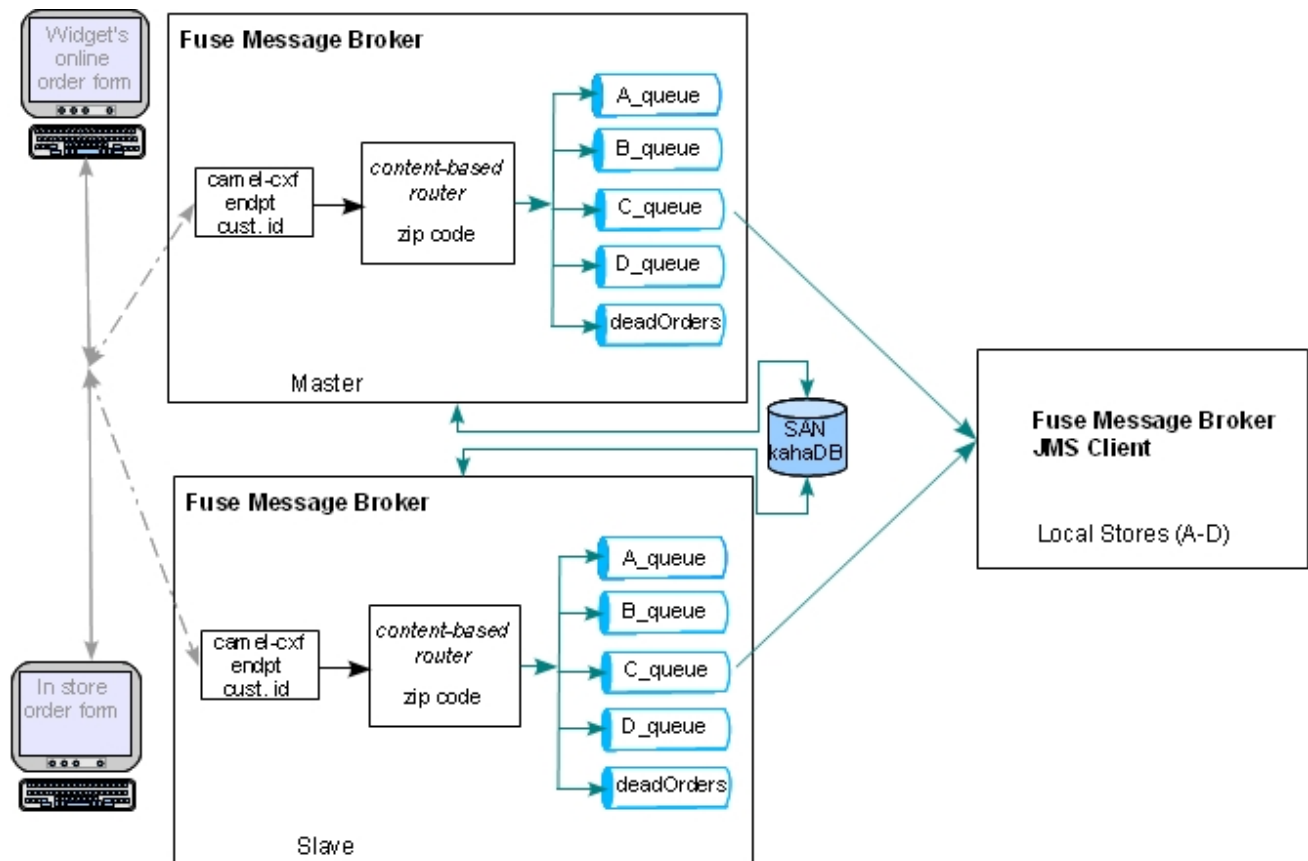 Widget's
online
order form
Fuse Message Broker
camel-cxf
endpt
cust. id
content-based
router
zip code
A_queue
B_queue
C_queue
D_queue
deadOrders
Master
SAN
kahaDB
Fuse Message Broker
JMS Client
Local Stores (A-D)
Fuse Message Broker
camel-cxf
endpt
cust. id
content-based
router
zip code
A_queue
B_queue
C_queue
D_queue
deadOrders
Slave
In store
order form